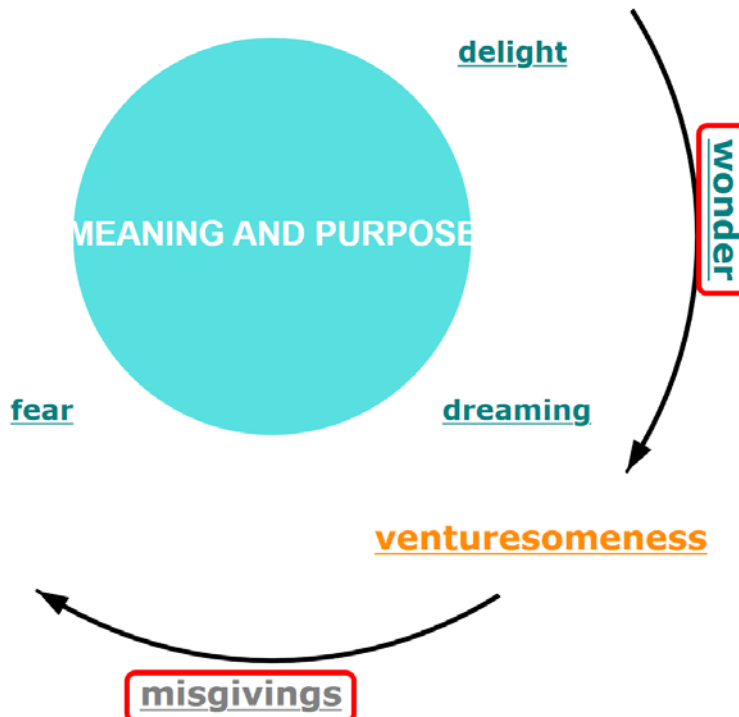 delight
wonder
MEANING AND PURPOSE
fear
dreaming
venturesomeness
misgivings